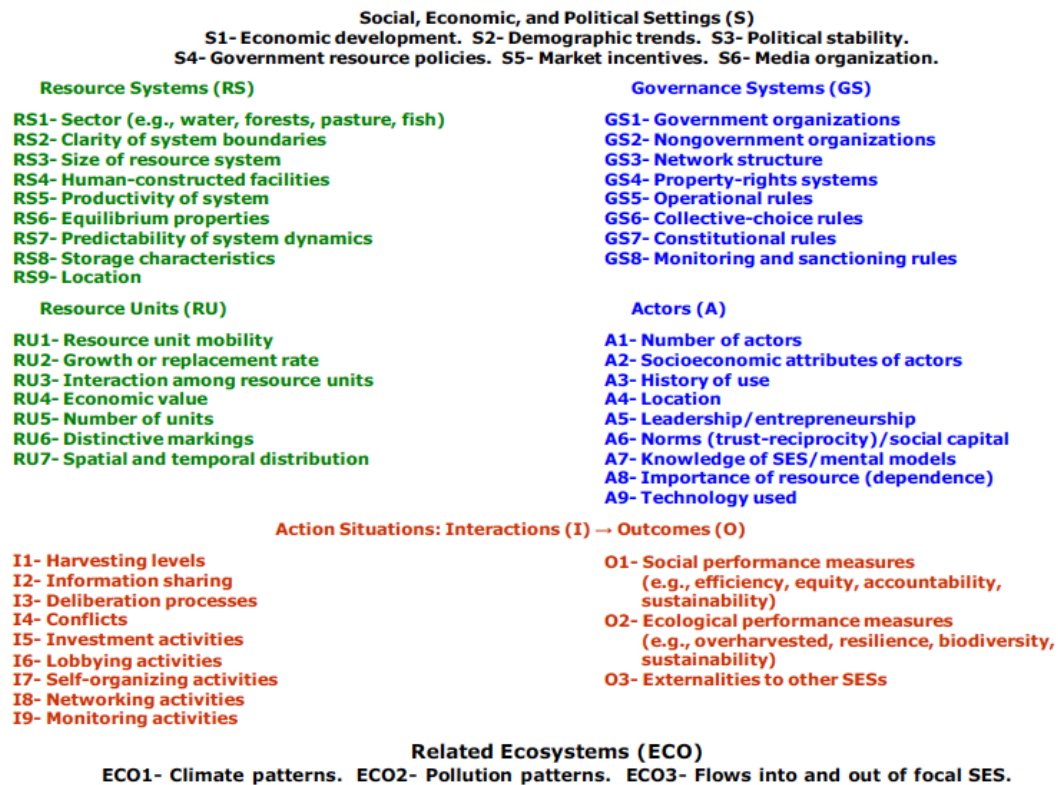 Social, Economic, and Political Settings (S)
S1- Economic development. S2- Demographic trends. S3- Political stability.
S4- Government resource policies. S5- Market incentives. S6- Media organization.
Resource Systems (RS)
RS1- Sector (e.g., water, forests, pasture, fish)
RS2- Clarity of system boundaries
RS3- Size of resource system
RS4- Human-constructed facilities
RS5- Productivity of system
RS6- Equilibrium properties
RS7- Predictability of system dynamics
RS8- Storage characteristics
RS9- Location
Governance Systems (GS)
GS1- Government organizations
GS2- Nongovernment organizations
GS3- Network structure
GS4- Property-rights systems
GS5- Operational rules
GS6- Collective-choice rules
GS7- Constitutional rules
GS8- Monitoring and sanctioning rules
Resource Units (RU)
RU1- Resource unit mobility
RU2- Growth or replacement rate
RU3- Interaction among resource units
RU4- Economic value
RU5- Number of units
RU6- Distinctive markings
RU7- Spatial and temporal distribution
Actors (A)
A1- Number of actors
A2- Socioeconomic attributes of actors
A3- History of use
A4- Location
A5- Leadership/entrepreneurship
A6- Norms (trust-reciprocity)/social capital
A7- Knowledge of SES/mental models
A8- Importance of resource (dependence)
A9- Technology used
Action Situations: Interactions (I) → Outcomes (O)
I1- Harvesting levels
I2- Information sharing
I3- Deliberation processes
I4- Conflicts
I5- Investment activities
I6- Lobbying activities
I7- Self-organizing activities
I8- Networking activities
I9- Monitoring activities
O1- Social performance measures
(e.g., efficiency, equity, accountability,
sustainability)
O2- Ecological performance measures
(e.g., overharvested, resilience, biodiversity,
sustainability)
O3- Externalities to other SESs
Related Ecosystems (ECO)
ECO1- Climate patterns. ECO2- Pollution patterns. ECO3- Flows into and out of focal SES.